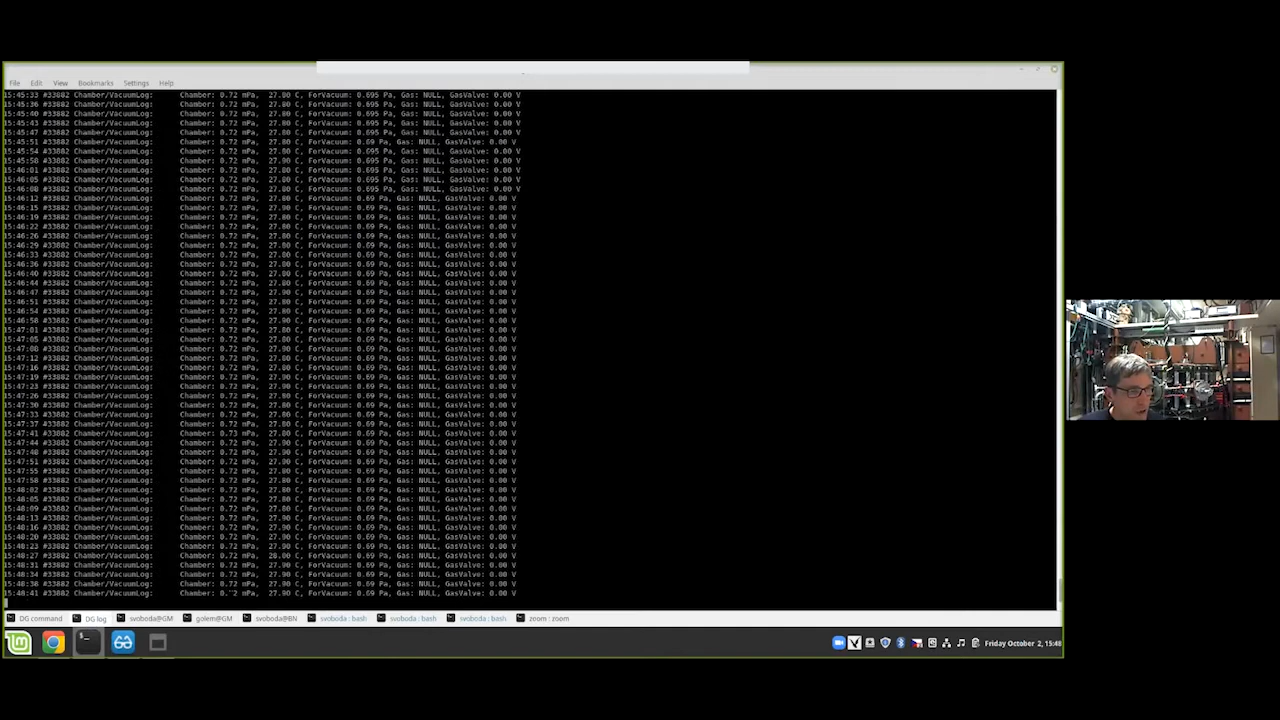 File Edit View Bookmarks Settings Help
15:45:33 #33882 Chamber/VacuumLog: Chamber: 0.72 mPa, 27.80 C, ForVacuum: 0.695 Pa, Gas: NULL, GasValve: 0.00 V
15:45:36 #33882 Chamber/VacuumLog: Chamber: 0.72 mPa, 27.80 C, ForVacuum: 0.695 Pa, Gas: NULL, GasValve: 0.00 V
15:45:40 #33882 Chamber/VacuumLog: Chamber: 0.72 mPa, 27.80 C, ForVacuum: 0.695 Pa, Gas: NULL, GasValve: 0.00 V
15:45:43 #33882 Chamber/VacuumLog: Chamber: 0.72 mPa, 27.80 C, ForVacuum: 0.695 Pa, Gas: NULL, GasValve: 0.00 V
15:45:47 #33882 Chamber/VacuumLog: Chamber: 0.72 mPa, 27.80 C, ForVacuum: 0.695 Pa, Gas: NULL, GasValve: 0.00 V
15:45:51 #33882 Chamber/VacuumLog: Chamber: 0.72 mPa, 27.80 C, ForVacuum: 0.69 Pa, Gas: NULL, GasValve: 0.00 V
15:45:54 #33882 Chamber/VacuumLog: Chamber: 0.72 mPa, 27.80 C, ForVacuum: 0.695 Pa, Gas: NULL, GasValve: 0.00 V
15:45:58 #33882 Chamber/VacuumLog: Chamber: 0.72 mPa, 27.90 C, ForVacuum: 0.695 Pa, Gas: NULL, GasValve: 0.00 V
15:46:01 #33882 Chamber/VacuumLog: Chamber: 0.72 mPa, 27.80 C, ForVacuum: 0.695 Pa, Gas: NULL, GasValve: 0.00 V
15:46:05 #33882 Chamber/VacuumLog: Chamber: 0.72 mPa, 27.80 C, ForVacuum: 0.695 Pa, Gas: NULL, GasValve: 0.00 V
15:46:08 #33882 Chamber/VacuumLog: Chamber: 0.72 mPa, 27.80 C, ForVacuum: 0.695 Pa, Gas: NULL, GasValve: 0.00 V
15:46:12 #33882 Chamber/VacuumLog: Chamber: 0.72 mPa, 27.80 C, ForVacuum: 0.69 Pa, Gas: NULL, GasValve: 0.00 V
15:46:15 #33882 Chamber/VacuumLog: Chamber: 0.72 mPa, 27.90 C, ForVacuum: 0.69 Pa, Gas: NULL, GasValve: 0.00 V
15:46:19 #33882 Chamber/VacuumLog: Chamber: 0.72 mPa, 27.80 C, ForVacuum: 0.69 Pa, Gas: NULL, GasValve: 0.00 V
15:46:22 #33882 Chamber/VacuumLog: Chamber: 0.72 mPa, 27.80 C, ForVacuum: 0.69 Pa, Gas: NULL, GasValve: 0.00 V
15:46:26 #33882 Chamber/VacuumLog: Chamber: 0.72 mPa, 27.80 C, ForVacuum: 0.69 Pa, Gas: NULL, GasValve: 0.00 V
15:46:29 #33882 Chamber/VacuumLog: Chamber: 0.72 mPa, 27.80 C, ForVacuum: 0.69 Pa, Gas: NULL, GasValve: 0.00 V
15:46:33 #33882 Chamber/VacuumLog: Chamber: 0.72 mPa, 27.80 C, ForVacuum: 0.69 Pa, Gas: NULL, GasValve: 0.00 V
15:46:36 #33882 Chamber/VacuumLog: Chamber: 0.72 mPa, 27.80 C, ForVacuum: 0.69 Pa, Gas: NULL, GasValve: 0.00 V
15:46:40 #33882 Chamber/VacuumLog: Chamber: 0.72 mPa, 27.80 C, ForVacuum: 0.69 Pa, Gas: NULL, GasValve: 0.00 V
15:46:44 #33882 Chamber/VacuumLog: Chamber: 0.72 mPa, 27.80 C, ForVacuum: 0.69 Pa, Gas: NULL, GasValve: 0.00 V
15:46:47 #33882 Chamber/VacuumLog: Chamber: 0.72 mPa, 27.90 C, ForVacuum: 0.69 Pa, Gas: NULL, GasValve: 0.00 V
15:46:51 #33882 Chamber/VacuumLog: Chamber: 0.72 mPa, 27.80 C, ForVacuum: 0.69 Pa, Gas: NULL, GasValve: 0.00 V
15:46:54 #33882 Chamber/VacuumLog: Chamber: 0.72 mPa, 27.80 C, ForVacuum: 0.69 Pa, Gas: NULL, GasValve: 0.00 V
15:46:58 #33882 Chamber/VacuumLog: Chamber: 0.72 mPa, 27.90 C, ForVacuum: 0.69 Pa, Gas: NULL, GasValve: 0.00 V
15:47:01 #33882 Chamber/VacuumLog: Chamber: 0.72 mPa, 27.80 C, ForVacuum: 0.69 Pa, Gas: NULL, GasValve: 0.00 V
15:47:05 #33882 Chamber/VacuumLog: Chamber: 0.72 mPa, 27.80 C, ForVacuum: 0.69 Pa, Gas: NULL, GasValve: 0.00 V
15:47:08 #33882 Chamber/VacuumLog: Chamber: 0.72 mPa, 27.90 C, ForVacuum: 0.69 Pa, Gas: NULL, GasValve: 0.00 V
15:47:12 #33882 Chamber/VacuumLog: Chamber: 0.72 mPa, 27.80 C, ForVacuum: 0.69 Pa, Gas: NULL, GasValve: 0.00 V
15:47:16 #33882 Chamber/VacuumLog: Chamber: 0.72 mPa, 27.80 C, ForVacuum: 0.69 Pa, Gas: NULL, GasValve: 0.00 V
15:47:19 #33882 Chamber/VacuumLog: Chamber: 0.72 mPa, 27.90 C, ForVacuum: 0.69 Pa, Gas: NULL, GasValve: 0.00 V
15:47:23 #33882 Chamber/VacuumLog: Chamber: 0.72 mPa, 27.90 C, ForVacuum: 0.69 Pa, Gas: NULL, GasValve: 0.00 V
15:47:26 #33882 Chamber/VacuumLog: Chamber: 0.72 mPa, 27.80 C, ForVacuum: 0.69 Pa, Gas: NULL, GasValve: 0.00 V
15:47:30 #33882 Chamber/VacuumLog: Chamber: 0.72 mPa, 27.90 C, ForVacuum: 0.69 Pa, Gas: NULL, GasValve: 0.00 V
15:47:33 #33882 Chamber/VacuumLog: Chamber: 0.72 mPa, 27.80 C, ForVacuum: 0.69 Pa, Gas: NULL, GasValve: 0.00 V
15:47:37 #33882 Chamber/VacuumLog: Chamber: 0.72 mPa, 27.80 C, ForVacuum: 0.69 Pa, Gas: NULL, GasValve: 0.00 V
15:47:41 #33882 Chamber/VacuumLog: Chamber: 0.73 mPa, 27.80 C, ForVacuum: 0.69 Pa, Gas: NULL, GasValve: 0.00 V
15:47:44 #33882 Chamber/VacuumLog: Chamber: 0.72 mPa, 27.90 C, ForVacuum: 0.69 Pa, Gas: NULL, GasValve: 0.00 V
15:47:48 #33882 Chamber/VacuumLog: Chamber: 0.72 mPa, 27.90 C, ForVacuum: 0.69 Pa, Gas: NULL, GasValve: 0.00 V
15:47:51 #33882 Chamber/VacuumLog: Chamber: 0.72 mPa, 27.90 C, ForVacuum: 0.69 Pa, Gas: NULL, GasValve: 0.00 V
15:47:55 #33882 Chamber/VacuumLog: Chamber: 0.72 mPa, 27.80 C, ForVacuum: 0.69 Pa, Gas: NULL, GasValve: 0.00 V
15:47:58 #33882 Chamber/VacuumLog: Chamber: 0.72 mPa, 27.80 C, ForVacuum: 0.69 Pa, Gas: NULL, GasValve: 0.00 V
15:48:02 #33882 Chamber/VacuumLog: Chamber: 0.72 mPa, 27.80 C, ForVacuum: 0.69 Pa, Gas: NULL, GasValve: 0.00 V
15:48:05 #33882 Chamber/VacuumLog: Chamber: 0.72 mPa, 27.80 C, ForVacuum: 0.69 Pa, Gas: NULL, GasValve: 0.00 V
15:48:09 #33882 Chamber/VacuumLog: Chamber: 0.72 mPa, 27.80 C, ForVacuum: 0.69 Pa, Gas: NULL, GasValve: 0.00 V
15:48:13 #33882 Chamber/VacuumLog: Chamber: 0.72 mPa, 27.90 C, ForVacuum: 0.69 Pa, Gas: NULL, GasValve: 0.00 V
15:48:16 #33882 Chamber/VacuumLog: Chamber: 0.72 mPa, 27.90 C, ForVacuum: 0.69 Pa, Gas: NULL, GasValve: 0.00 V
15:48:20 #33882 Chamber/VacuumLog: Chamber: 0.72 mPa, 27.90 C, ForVacuum: 0.69 Pa, Gas: NULL, GasValve: 0.00 V
15:48:23 #33882 Chamber/VacuumLog: Chamber: 0.72 mPa, 27.90 C, ForVacuum: 0.69 Pa, Gas: NULL, GasValve: 0.00 V
15:48:27 #33882 Chamber/VacuumLog: Chamber: 0.72 mPa, 28.00 C, ForVacuum: 0.69 Pa, Gas: NULL, GasValve: 0.00 V
15:48:31 #33882 Chamber/VacuumLog: Chamber: 0.72 mPa, 27.90 C, ForVacuum: 0.69 Pa, Gas: NULL, GasValve: 0.00 V
15:48:34 #33882 Chamber/VacuumLog: Chamber: 0.72 mPa, 27.90 C, ForVacuum: 0.69 Pa, Gas: NULL, GasValve: 0.00 V
15:48:38 #33882 Chamber/VacuumLog: Chamber: 0.72 mPa, 27.90 C, ForVacuum: 0.69 Pa, Gas: NULL, GasValve: 0.00 V
15:48:41 #33882 Chamber/VacuumLog: Chamber: mPa, 27.90 C, ForVacuum: 0.69 Pa, Gas: NULL, GasValve: 0.00 V
DG command DG log svoboda@GM golem@GM svoboda@BN svoboda : bash svoboda : bash svoboda : bash zoom : zoom
Friday October 2, 15:48